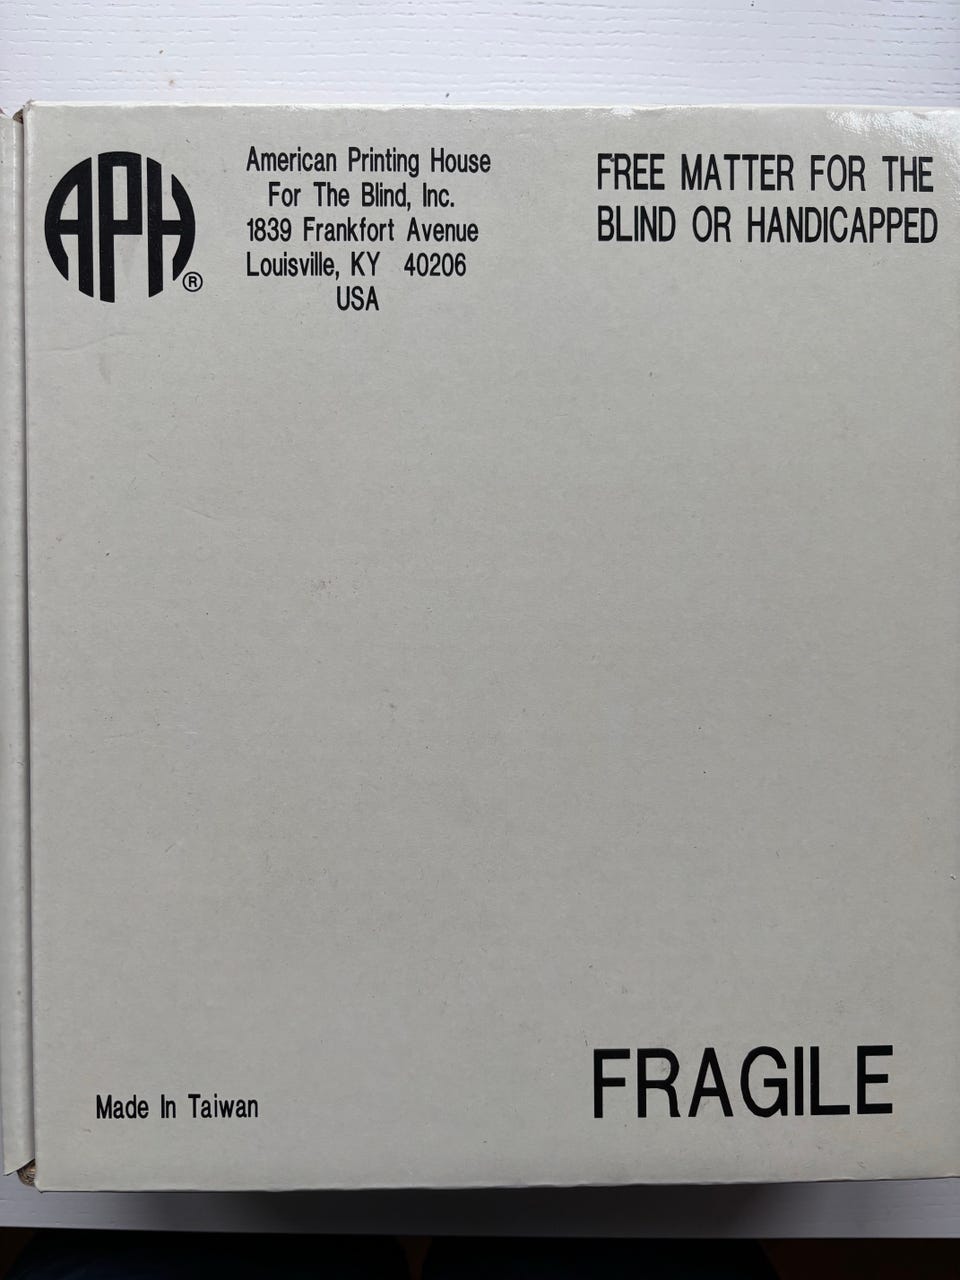 APH®
American Printing House
For The Blind, Inc.
1839 Frankfort Avenue
Louisville, KY 40206
USA
FREE MATTER FOR THE
BLIND OR HANDICAPPED
Made In Taiwan
FRAGILE